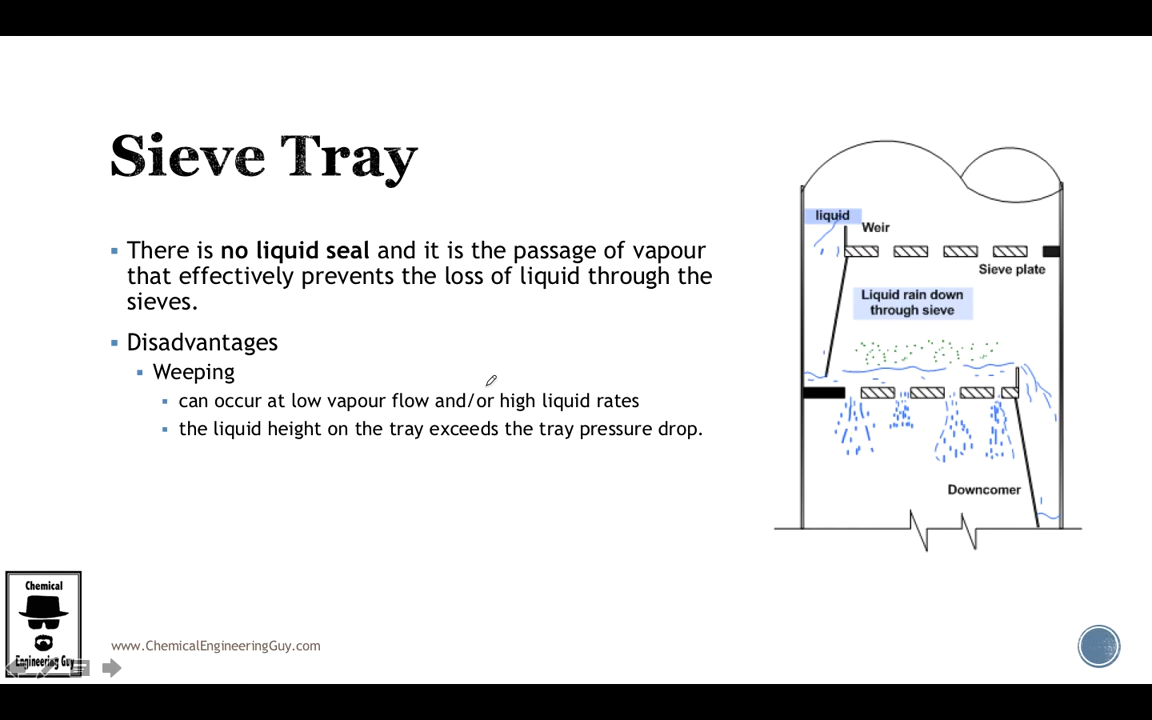 Sieve Tray
There is no liquid seal and it is the passage of vapour
that effectively prevents the loss of liquid through the
sieves.
Disadvantages
Weeping
can occur at low vapour flow and/or high liquid rates
the liquid height on the tray exceeds the tray pressure drop.
liquid
Weir
Sieve plate
Liquid rain down
through sieve
Downcomer
Chemical
Engineering Guy
www.ChemicalEngineeringGuy.com